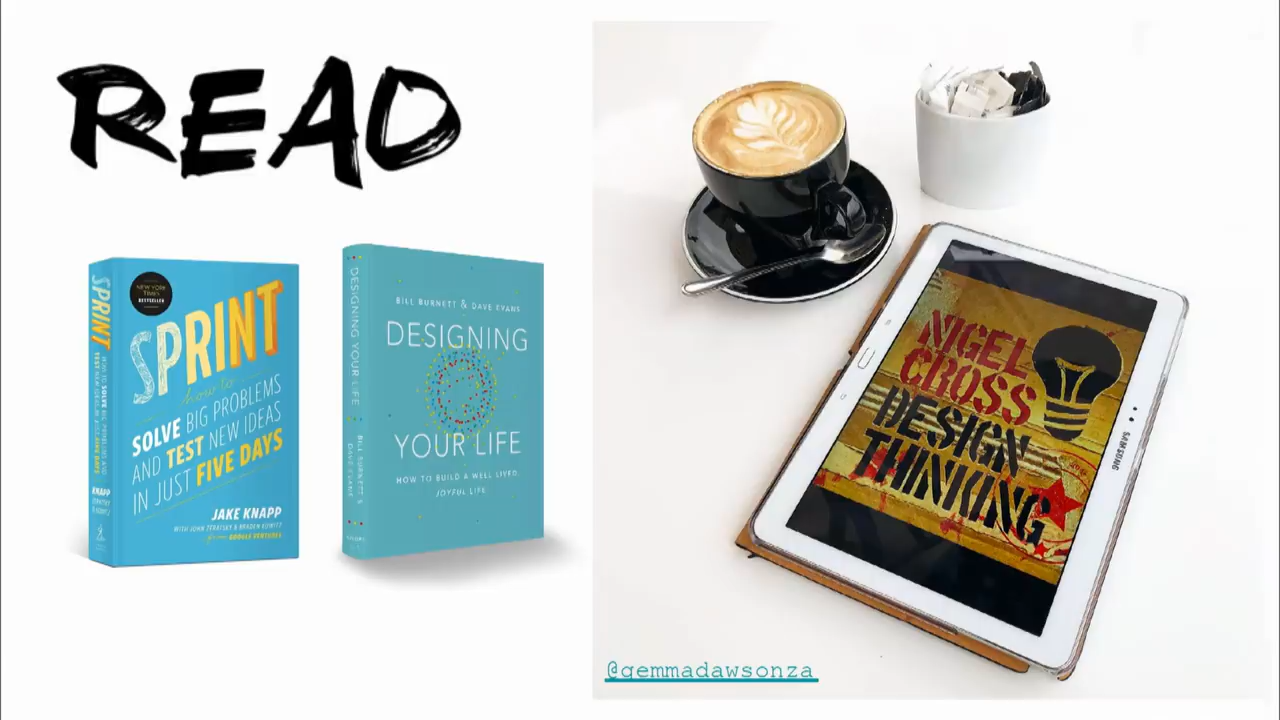 READ
SPRINT
NEW YORK
TIMES
BESTSELLER
SPRINT
how to
SOLVE BIG PROBLEMS
AND TEST NEW IDEAS
IN JUST FIVE DAYS
JAKE KNAPP
WITH JOHN ZERATSKY & BRADEN KOWITZ
from GOOGLE VENTURES
DESIGNING YOUR LIFE
BILL BURNETT &
DAVE EVANS
BILL BURNETT & DAVE EVANS
DESIGNING
YOUR LIFE
HOW TO BUILD A WELL LIVED,
JOYFUL LIFE
NIGEL
CROSS
DESIGN
THINKING
SAMSUNG
@gemmadawsonza